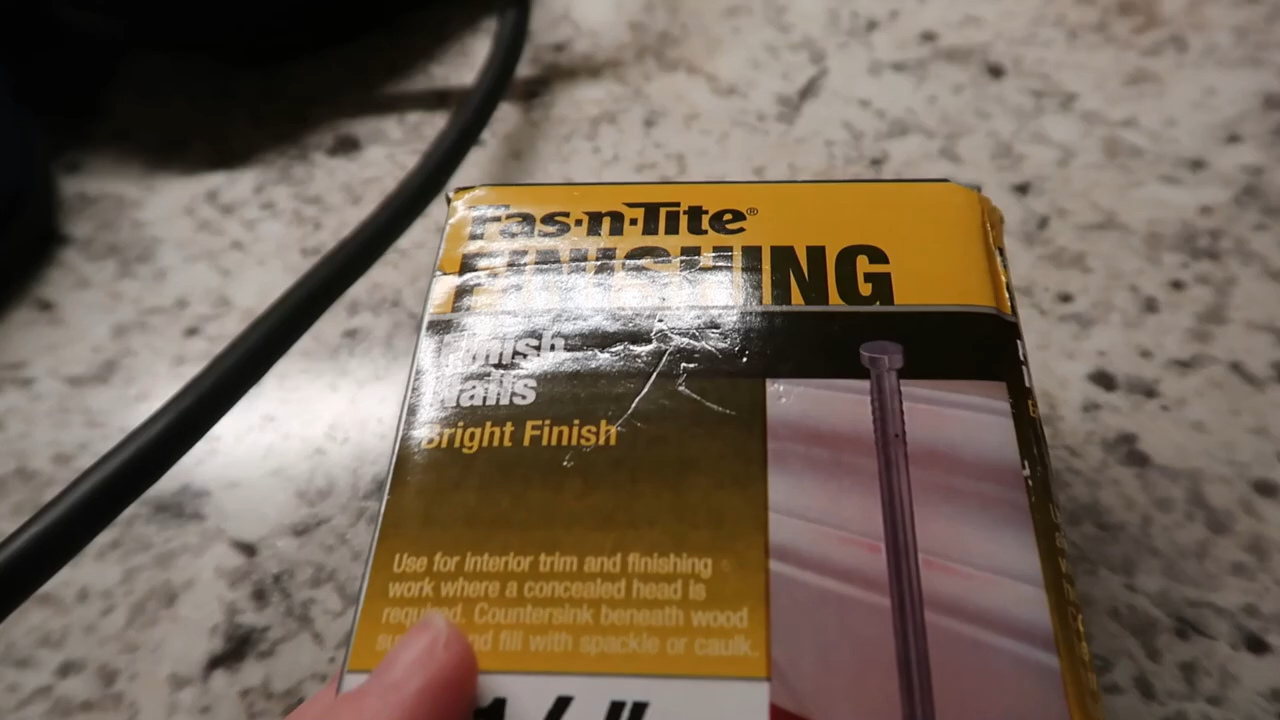 Fas·n·Tite®
FINISHING
Finish
Nails
Bright Finish
Use for interior trim and finishing
work where a concealed head is
required. Countersink beneath wood
and fill with spackle or caulk.